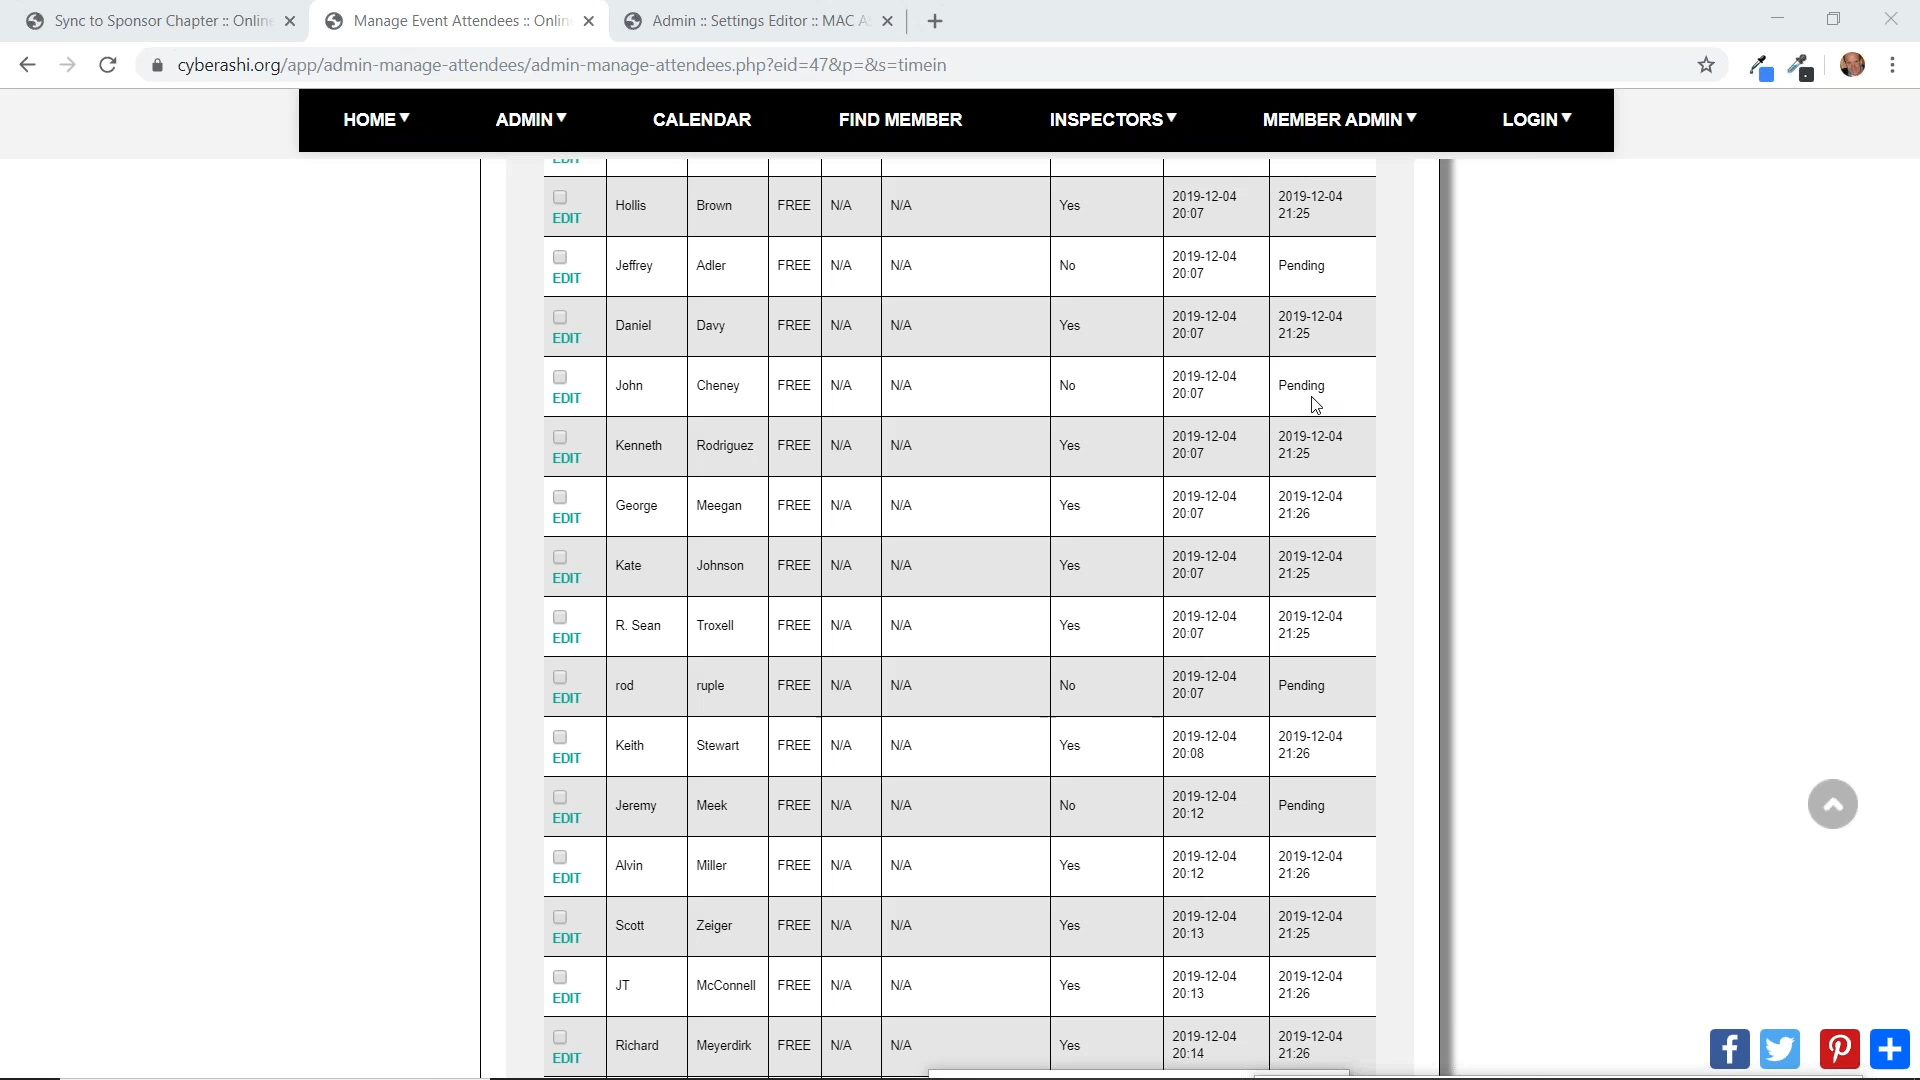 Sync to Sponsor Chapter :: Online
Manage Event Attendees :: Online
Admin :: Settings Editor :: MAC A
cyberashi.org/app/admin-manage-attendees/admin-manage-attendees.php?eid=47&p=&s=timein
HOME▼ ADMIN▼ CALENDAR FIND MEMBER INSPECTORS▼ MEMBER ADMIN▼ LOGIN▼
EDIT
Hollis Brown FREE N/A N/A Yes 2019-12-04 2019-12-04
EDIT 20:07 21:25
Jeffrey Adler FREE N/A N/A No 2019-12-04 Pending
EDIT 20:07
Daniel Davy FREE N/A N/A Yes 2019-12-04 2019-12-04
EDIT 20:07 21:25
John Cheney FREE N/A N/A No 2019-12-04 Pending
EDIT 20:07
Kenneth Rodriguez FREE N/A N/A Yes 2019-12-04 2019-12-04
EDIT 20:07 21:25
George Meegan FREE N/A N/A Yes 2019-12-04 2019-12-04
EDIT 20:07 21:26
Kate Johnson FREE N/A N/A Yes 2019-12-04 2019-12-04
EDIT 20:07 21:25
R. Sean Troxell FREE N/A N/A Yes 2019-12-04 2019-12-04
EDIT 20:07 21:25
rod ruple FREE N/A N/A No 2019-12-04 Pending
EDIT 20:07
Keith Stewart FREE N/A N/A Yes 2019-12-04 2019-12-04
EDIT 20:08 21:26
Jeremy Meek FREE N/A N/A No 2019-12-04 Pending
EDIT 20:12
Alvin Miller FREE N/A N/A Yes 2019-12-04 2019-12-04
EDIT 20:12 21:26
Scott Zeiger FREE N/A N/A Yes 2019-12-04 2019-12-04
EDIT 20:13 21:25
JT McConnell FREE N/A N/A Yes 2019-12-04 2019-12-04
EDIT 20:13 21:26
Richard Meyerdirk FREE N/A N/A Yes 2019-12-04 2019-12-04
EDIT 20:14 21:26